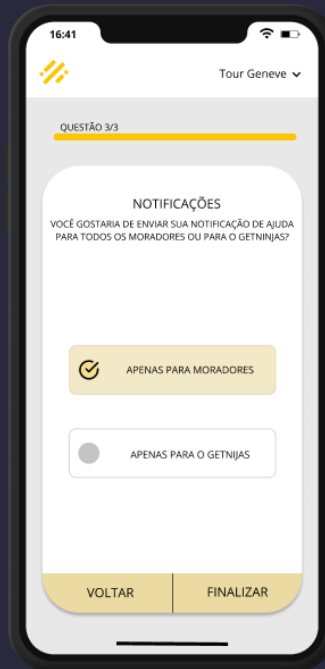 16:41
Tour Geneve
QUESTÃO 3/3
NOTIFICAÇÕES
VOCÊ GOSTARIA DE ENVIAR SUA NOTIFICAÇÃO DE AJUDA
PARA TODOS OS MORADORES OU PARA O GETNINJAS?
APENAS PARA MORADORES
APENAS PARA O GETNIJAS
VOLTAR
FINALIZAR